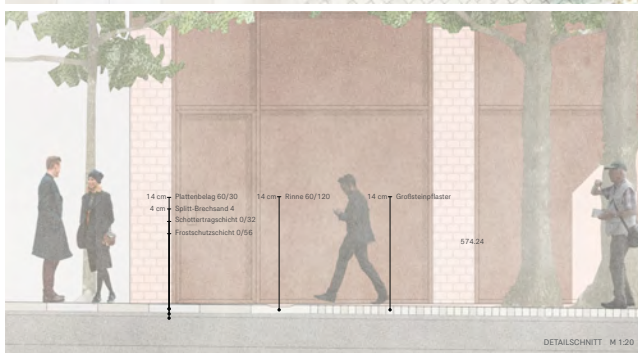 14 cm Plattenbelag 60/30
14 cm Rinne 60/120
14 cm Großsteinpflaster
4 cm Splitt-Brechsand 4
Schottertragschicht 0/32
Frostschutzschicht 0/56
574.24
DETAILSCHNITT M 1:20